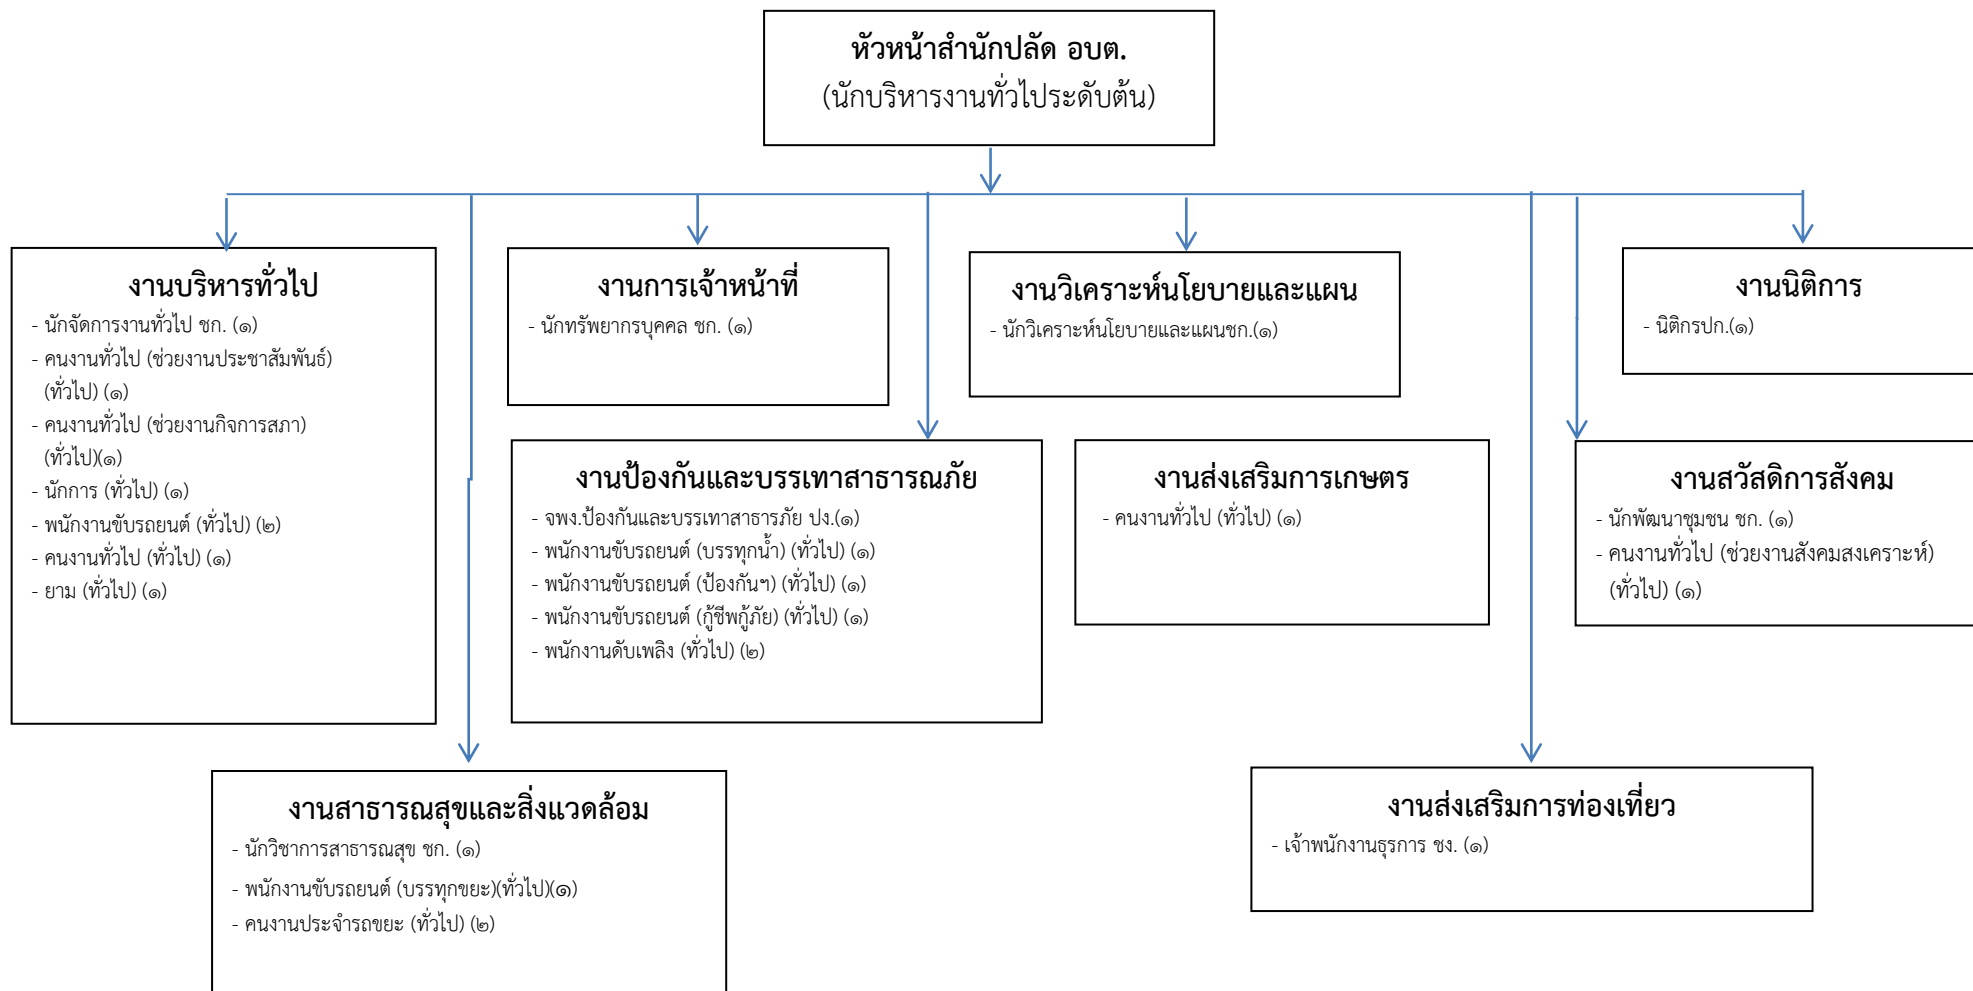 หัวหน้าสำนักปลัด อบต.
(นักบริหารงานทั่วไประดับต้น)
งานบริหารทั่วไป
- นักจัดการงานทั่วไป ชก. (๑)
- คนงานทั่วไป (ช่วยงานประชาสัมพันธ์)
(ทั่วไป) (๑)
- คนงานทั่วไป (ช่วยงานกิจการสภา)
(ทั่วไป)(๑)
- นักการ (ทั่วไป) (๑)
- พนักงานขับรถยนต์ (ทั่วไป) (๒)
- คนงานทั่วไป (ทั่วไป) (๑)
- ยาม (ทั่วไป) (๑)
งานการเจ้าหน้าที่
- นักทรัพยากรบุคคล ชก. (๑)
งานวิเคราะห์นโยบายและแผน
- นักวิเคราะห์นโยบายและแผนชก.(๑)
งานนิติการ
- นิติกรปก.(๑)
งานป้องกันและบรรเทาสาธารณภัย
- จพง.ป้องกันและบรรเทาสาธารภัย ปง.(๑)
- พนักงานขับรถยนต์ (บรรทุกน้ำ) (ทั่วไป) (๑)
- พนักงานขับรถยนต์ (ป้องกันฯ) (ทั่วไป) (๑)
- พนักงานขับรถยนต์ (กู้ชีพกู้ภัย) (ทั่วไป) (๑)
- พนักงานดับเพลิง (ทั่วไป) (๒)
งานส่งเสริมการเกษตร
- คนงานทั่วไป (ทั่วไป) (๑)
งานสวัสดิการสังคม
- นักพัฒนาชุมชน ชก. (๑)
- คนงานทั่วไป (ช่วยงานสังคมสงเคราะห์)
(ทั่วไป) (๑)
งานสาธารณสุขและสิ่งแวดล้อม
- นักวิชาการสาธารณสุข ชก. (๑)
- พนักงานขับรถยนต์ (บรรทุกขยะ)(ทั่วไป)(๑)
- คนงานประจำรถขยะ (ทั่วไป) (๒)
งานส่งเสริมการท่องเที่ยว
- เจ้าพนักงานธุรการ ชง. (๑)